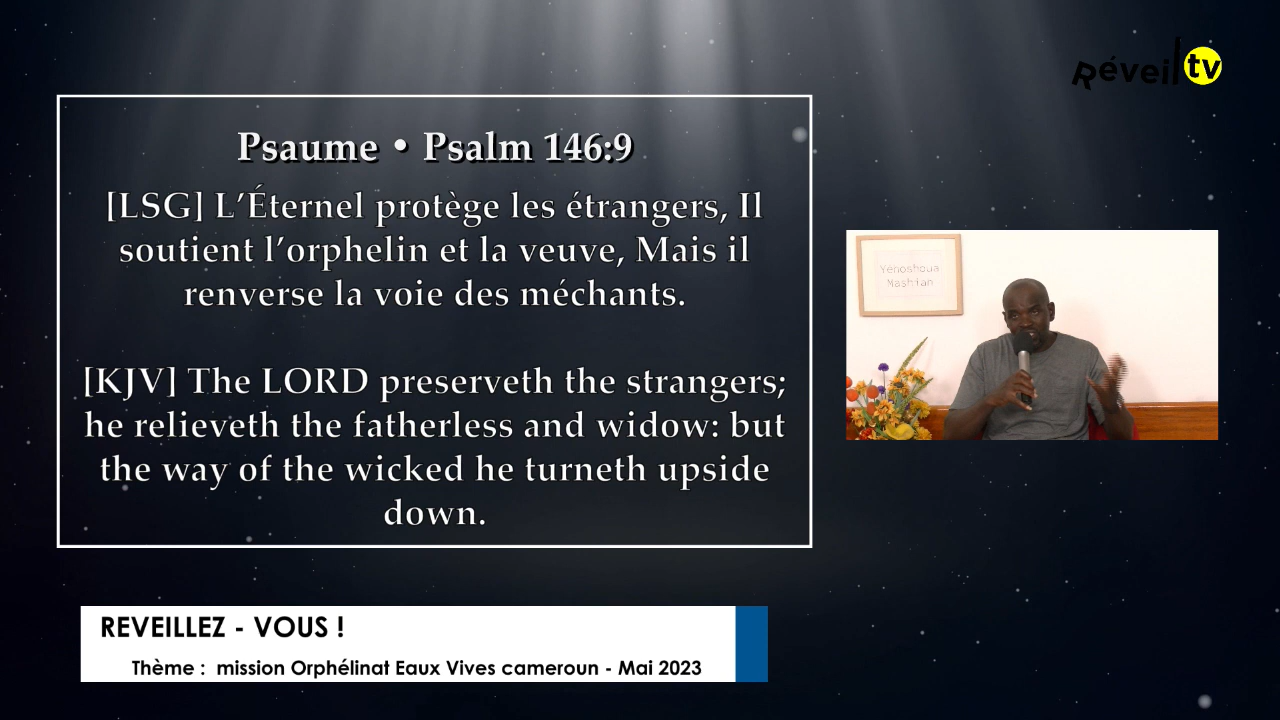 Réveil tv
Psaume • Psalm 146:9
[LSG] L’Éternel protège les étrangers, Il
soutient l’orphelin et la veuve, Mais il
renverse la voie des méchants.
[KJV] The LORD preserveth the strangers;
he relieveth the fatherless and widow: but
the way of the wicked he turneth upside
down.
Yehoshoua
Mashian
REVEILLEZ - VOUS !
Thème : mission Orphélinat Eaux Vives cameroun - Mai 2023